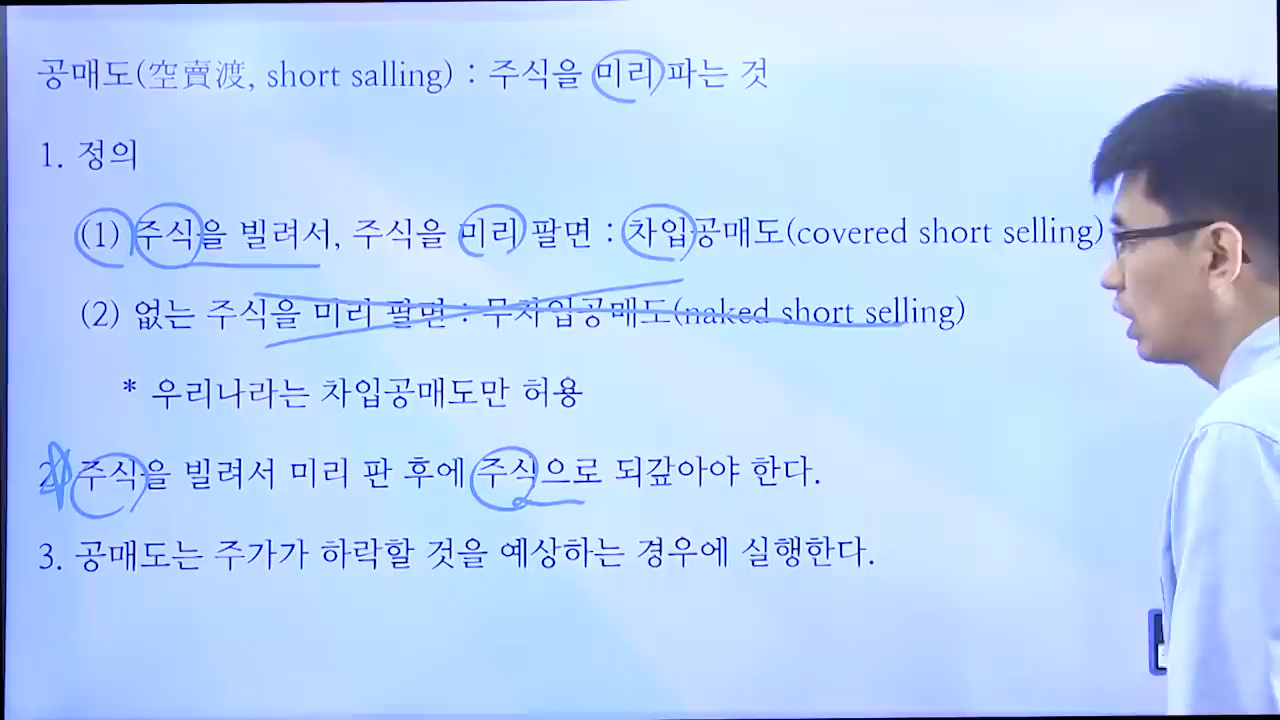 공매도(空賣渡, short salling) : 주식을 미리 파는 것
1. 정의
(1) 주식을 빌려서, 주식을 미리 팔면 : 차입공매도(covered short selling)
(2) 없는 주식을 미리 팔면 : 무차입공매도(naked short selling)
* 우리나라는 차입공매도만 허용
2. 주식을 빌려서 미리 판 후에 주식으로 되갚아야 한다.
3. 공매도는 주가가 하락할 것을 예상하는 경우에 실행한다.